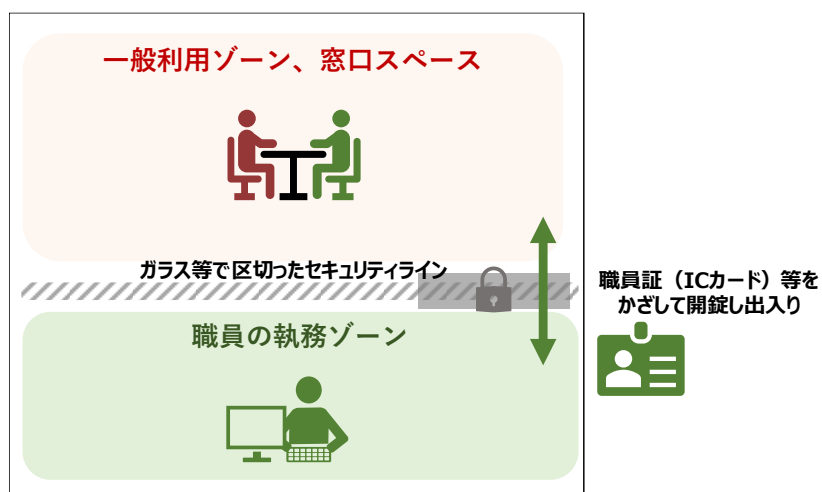 一般利用ゾーン、窓口スペース
ガラス等で区切ったセキュリティライン
職員証（ICカード）等を
かざして開錠し出入り
職員の執務ゾーン